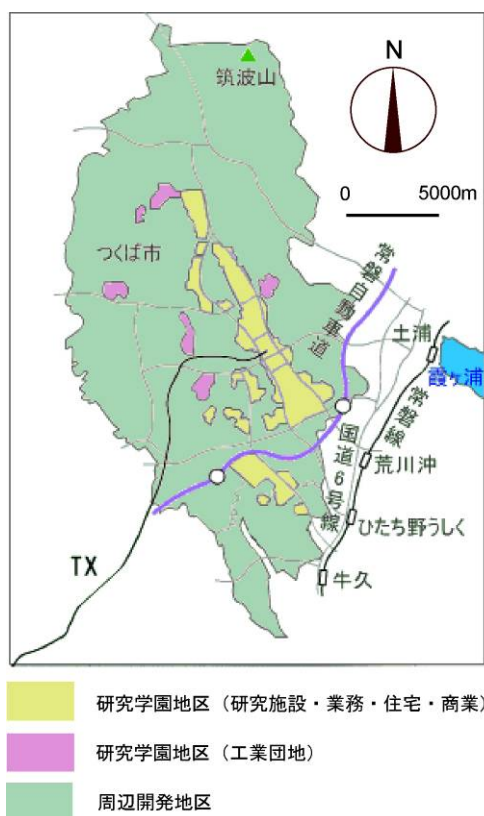 N
筑波山
0 5000m
つくば市
常磐自動車道
土浦
霞ヶ浦
常磐線
国道6号線
荒川沖
ひたち野うしく
TX
牛久
研究学園地区（研究施設・業務・住宅・商業）
研究学園地区（工業団地）
周辺開発地区